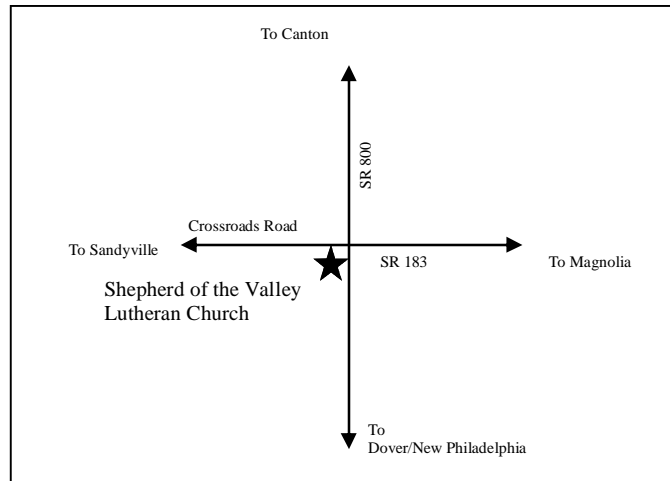 To Canton
SR 800
Crossroads Road
To Sandyville
SR 183
To Magnolia
Shepherd of the Valley
Lutheran Church
To
Dover/New Philadelphia